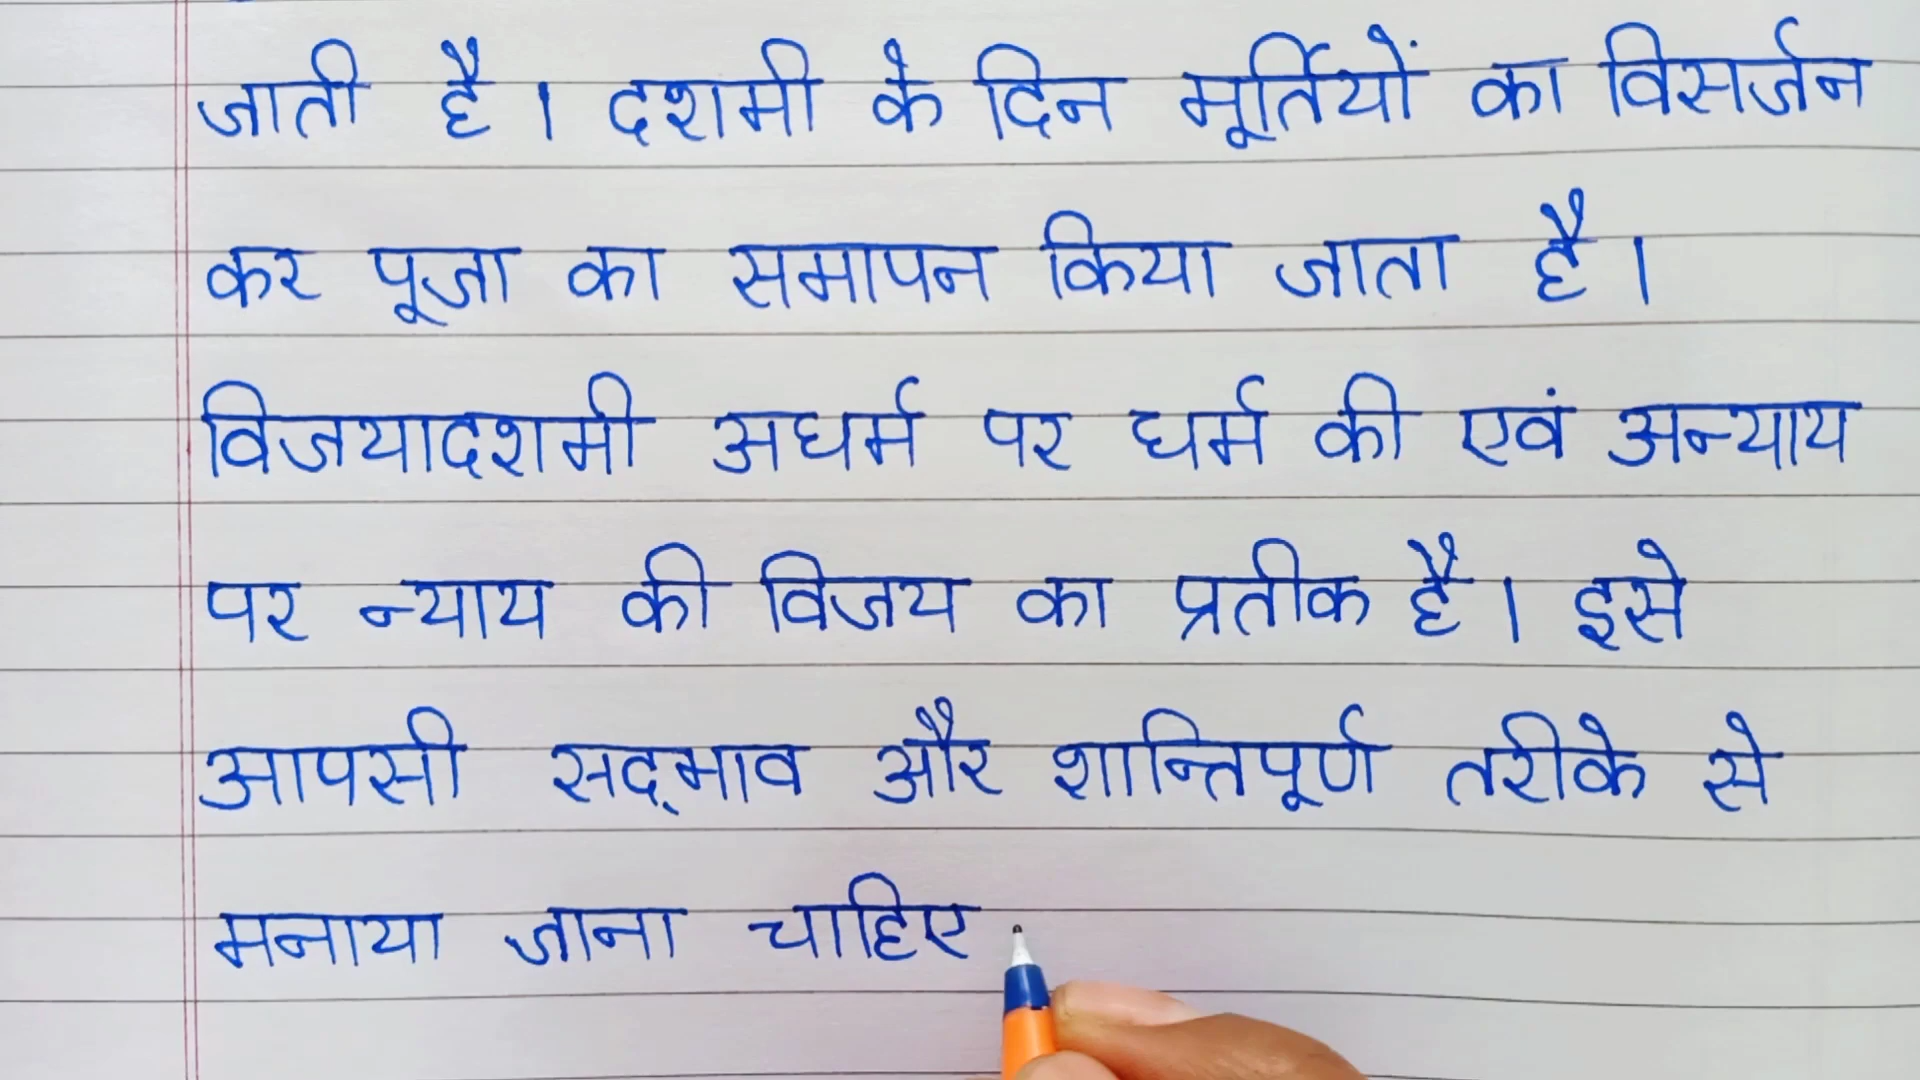 जाती है। दशमी के दिन मूर्तियों का विसर्जन
कर पूजा का समापन किया जाता है।
विजयादशमी अधर्म पर धर्म की एवं अन्याय
पर न्याय की विजय का प्रतीक है। इसे
आपसी सद्‌भाव और शान्तिपूर्ण तरीके से
मनाया जाना चाहिए